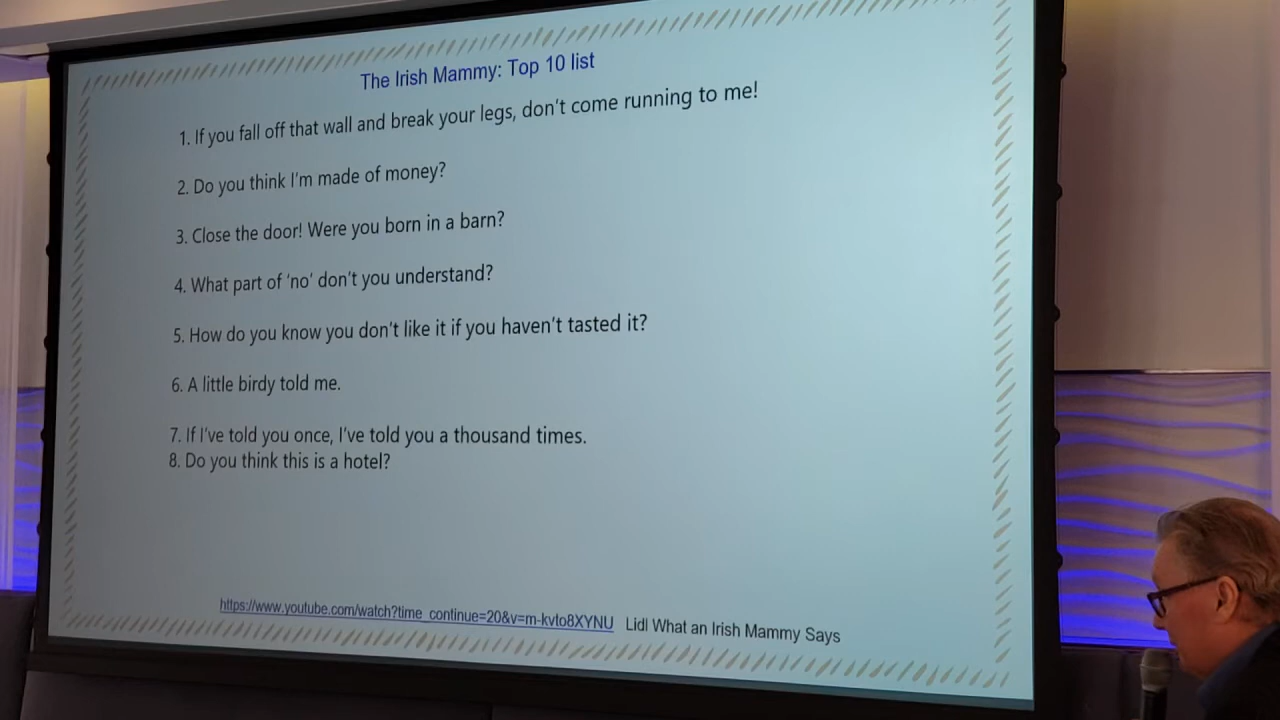 The Irish Mammy: Top 10 list
1. If you fall off that wall and break your legs, don't come running to me!
2. Do you think I'm made of money?
3. Close the door! Were you born in a barn?
4. What part of 'no' don't you understand?
5. How do you know you don't like it if you haven't tasted it?
6. A little birdy told me.
7. If I've told you once, I've told you a thousand times.
8. Do you think this is a hotel?
https://www.youtube.com/watch?time_continue=20&v=m-kvto8XYNU Lidl What an Irish Mammy Says